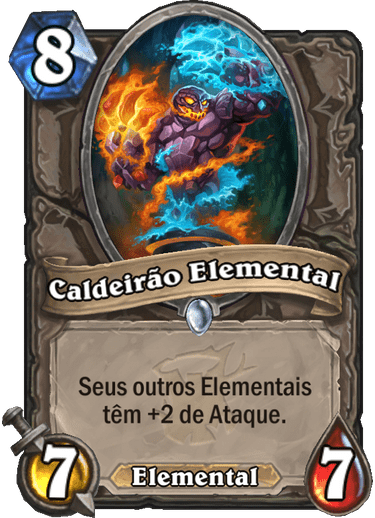 8
Caldeirão Elemental
Seus outros Elementais
têm +2 de Ataque.
7
Elemental
7